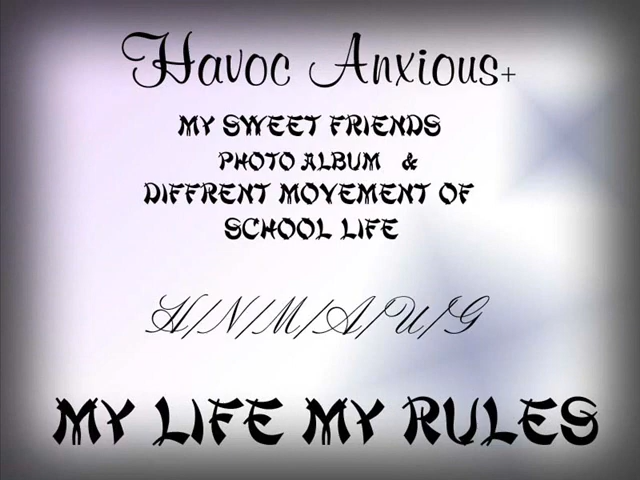 Havoc Anxious+
MY SWEET FRIENDS
PHOTO ALBUM &
DIFFRENT MOVEMENT OF
SCHOOL LIFE
H/N/M/A/U/G
MY LIFE MY RULES